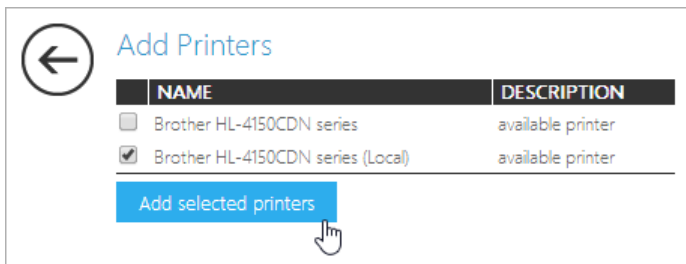 Add Printers
NAME DESCRIPTION
Brother HL-4150CDN series available printer
Brother HL-4150CDN series (Local) available printer
Add selected printers